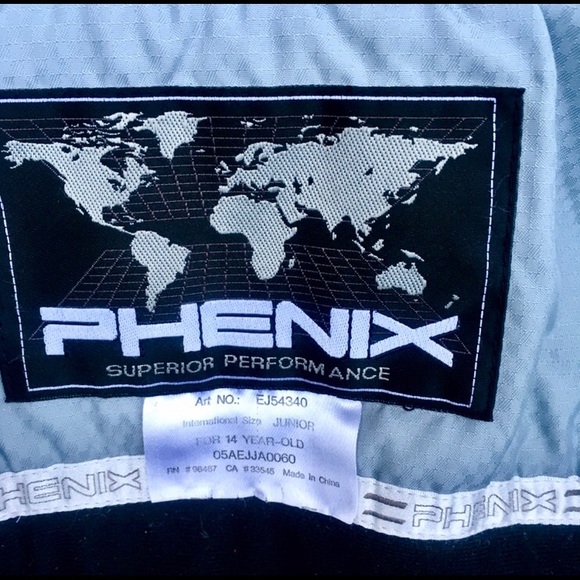 PHENIX
SUPERIOR PERFORMANCE
Art NO.: EJ54340
International Size JUNIOR
FOR 14 YEAR-OLD
05AEJJA0060
RN # 96467 CA # 33545 Made in China
PHENIX
PHENIX